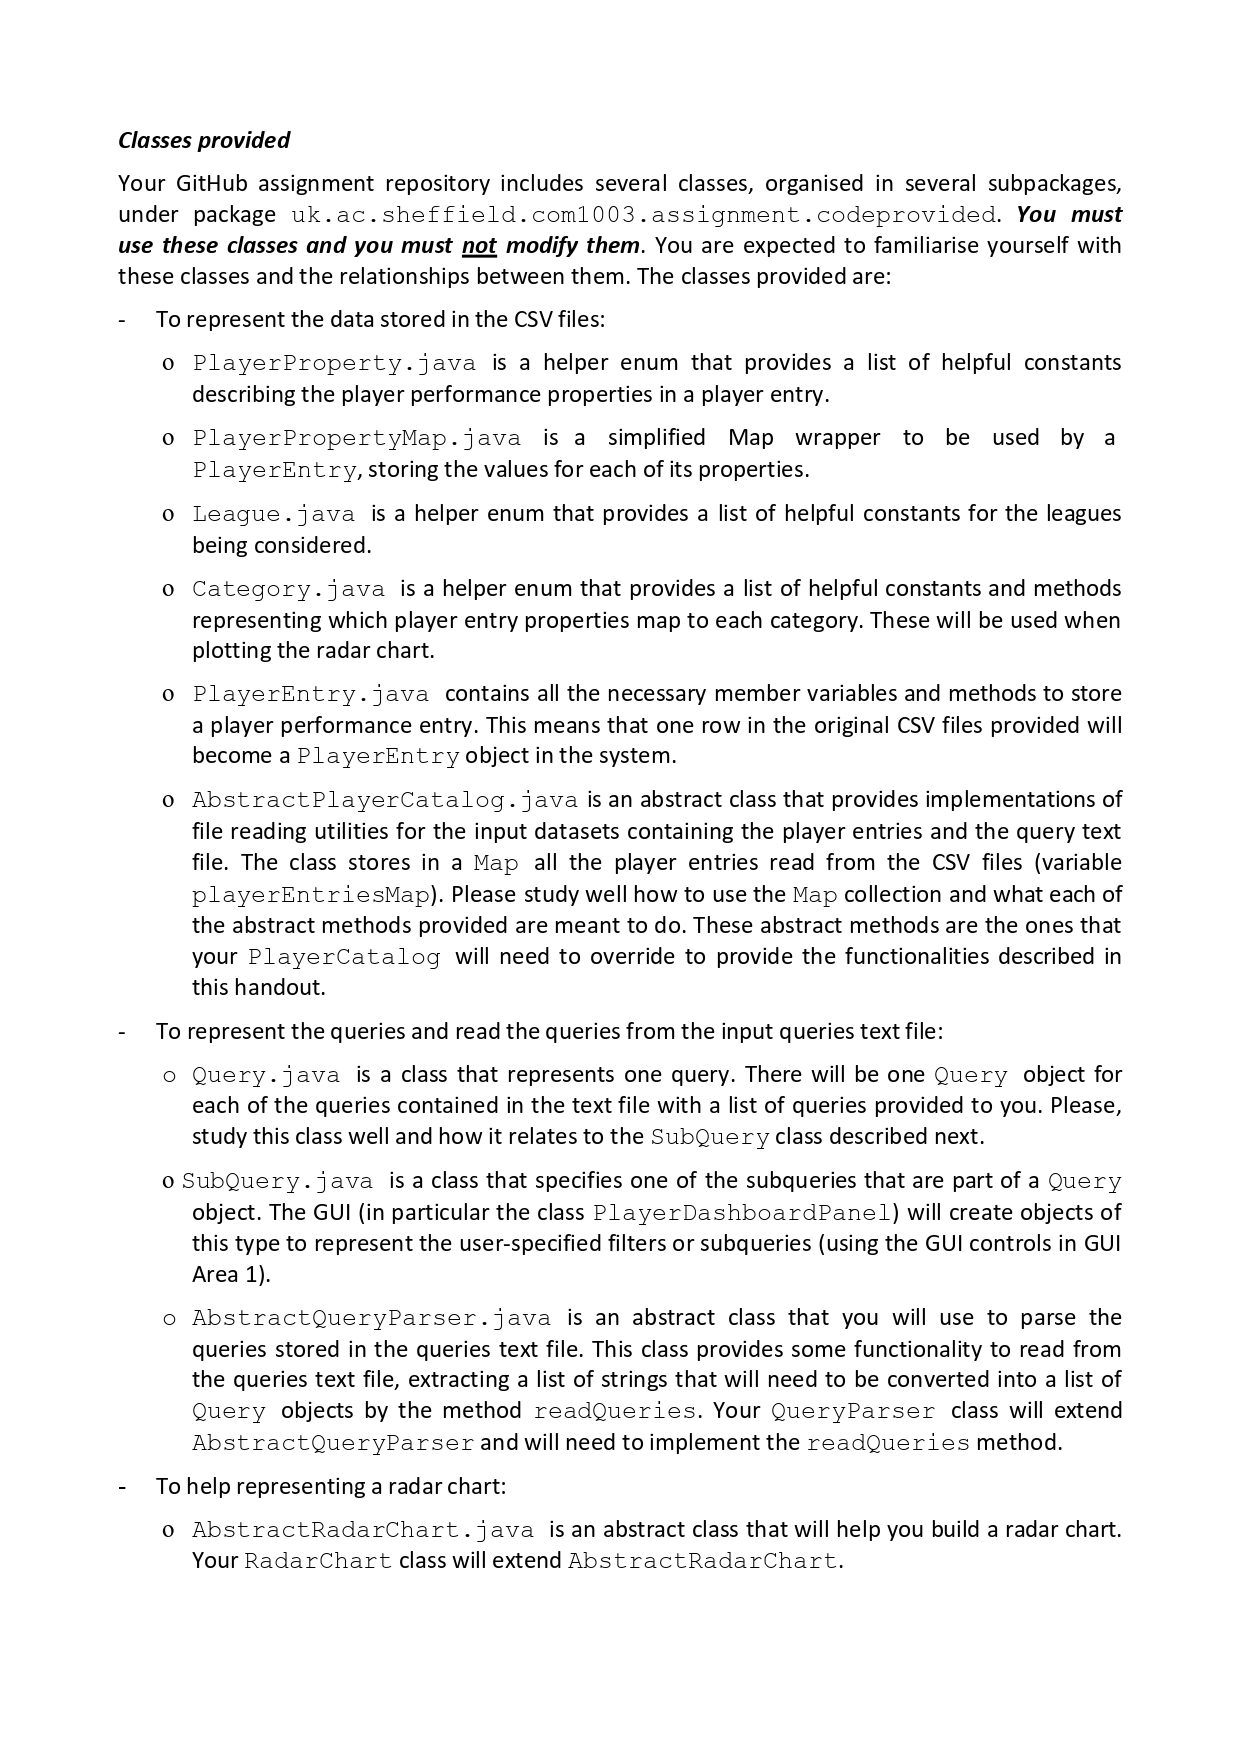 Classes provided
Your GitHub assignment repository includes several classes, organised in several subpackages,
under package uk.ac.sheffield.com1003.assignment.codeprovided. You must
use these classes and you must not modify them. You are expected to familiarise yourself with
these classes and the relationships between them. The classes provided are:
- To represent the data stored in the CSV files:
o PlayerProperty.java is a helper enum that provides a list of helpful constants
describing the player performance properties in a player entry.
o PlayerPropertyMap.java is a simplified Map wrapper to be used by a
PlayerEntry, storing the values for each of its properties.
o League.java is a helper enum that provides a list of helpful constants for the leagues
being considered.
o Category.java is a helper enum that provides a list of helpful constants and methods
representing which player entry properties map to each category. These will be used when
plotting the radar chart.
o PlayerEntry.java contains all the necessary member variables and methods to store
a player performance entry. This means that one row in the original CSV files provided will
become a PlayerEntry object in the system.
o AbstractPlayerCatalog.java is an abstract class that provides implementations of
file reading utilities for the input datasets containing the player entries and the query text
file. The class stores in a Map all the player entries read from the CSV files (variable
playerEntriesMap). Please study well how to use the Map collection and what each of
the abstract methods provided are meant to do. These abstract methods are the ones that
your PlayerCatalog will need to override to provide the functionalities described in
this handout.
- To represent the queries and read the queries from the input queries text file:
o Query.java is a class that represents one query. There will be one Query object for
each of the queries contained in the text file with a list of queries provided to you. Please,
study this class well and how it relates to the SubQuery class described next.
o SubQuery.java is a class that specifies one of the subqueries that are part of a Query
object. The GUI (in particular the class PlayerDashboardPanel) will create objects of
this type to represent the user-specified filters or subqueries (using the GUI controls in GUI
Area 1).
o AbstractQueryParser.java is an abstract class that you will use to parse the
queries stored in the queries text file. This class provides some functionality to read from
the queries text file, extracting a list of strings that will need to be converted into a list of
Query objects by the method readQueries. Your QueryParser class will extend
AbstractQueryParser and will need to implement the readQueries method.
- To help representing a radar chart:
o AbstractRadarChart.java is an abstract class that will help you build a radar chart.
Your RadarChart class will extend AbstractRadarChart.